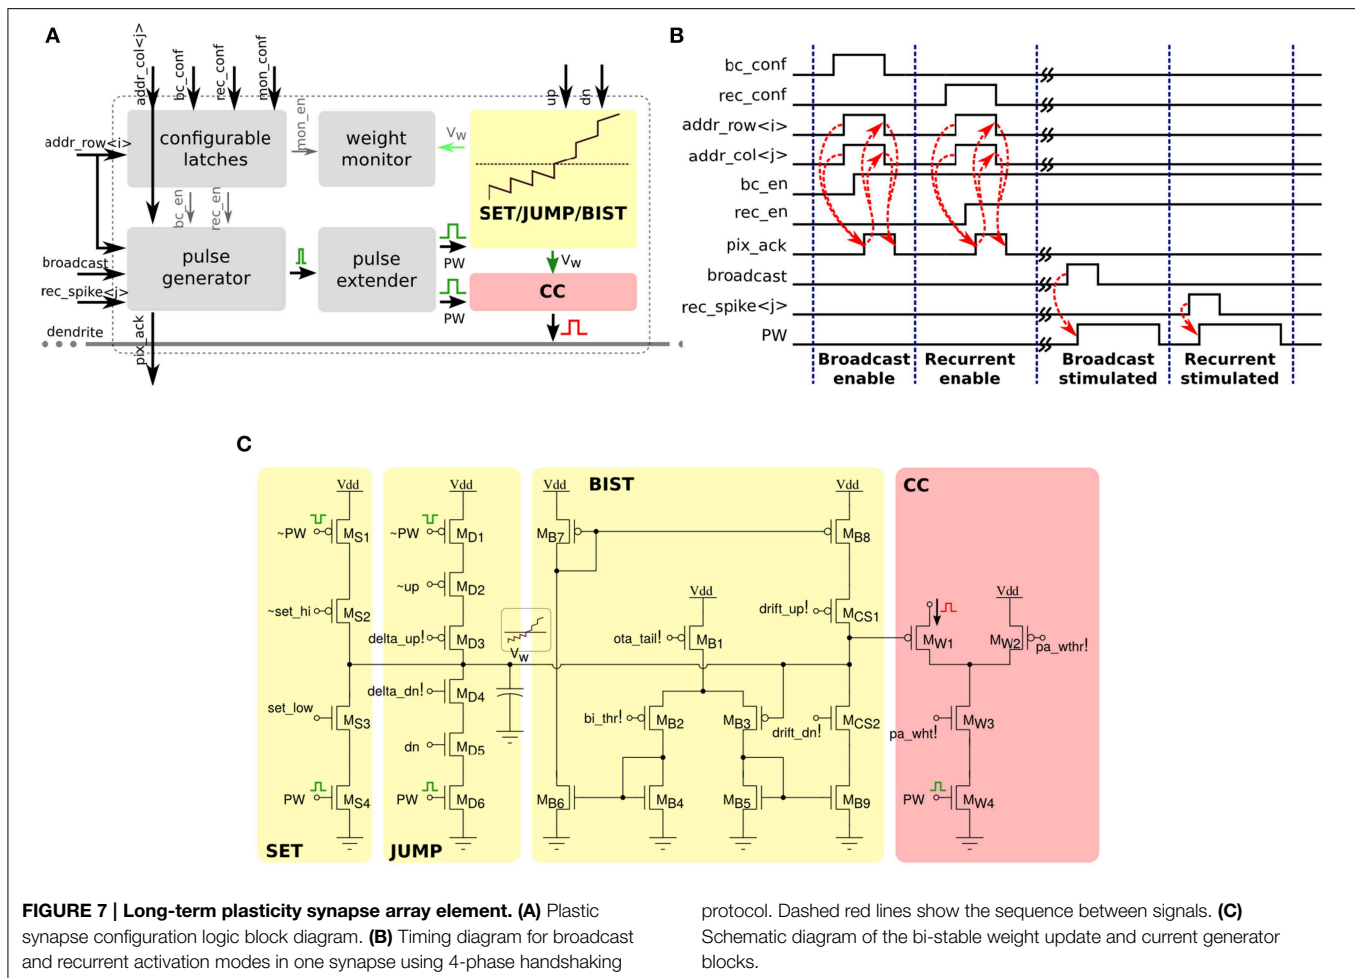 A
addr_col<j>
bc_conf
rec_conf
mon_conf
up
dn
addr_row<i>
configurable
latches
mon_en
weight
monitor
Vw
SET/JUMP/BIST
bc_en
rec_en
broadcast
rec_spike<j>
pulse
generator
pulse
extender
PW
PW
Vw
CC
dendrite
pix_ack
B
bc_conf
rec_conf
addr_row<i>
addr_col<j>
bc_en
rec_en
pix_ack
broadcast
rec_spike<j>
PW
Broadcast
enable
Recurrent
enable
Broadcast
stimulated
Recurrent
stimulated
C
Vdd
~PW
MS1
~set_hi
MS2
set_low
MS3
PW
MS4
SET
Vdd
~PW
MD1
~up
MD2
delta_up!
MD3
delta_dn!
MD4
dn
MD5
PW
MD6
JUMP
Vw
BIST
Vdd
MB7
Vdd
MB8
drift_up!
MCS1
Vdd
ota_tail!
MB1
bi_thr!
MB2
MB3
drift_dn!
MCS2
MB6
MB4
MB5
MB9
CC
Vdd
MW1
MW2
pa_wthr!
pa_wht!
MW3
PW
MW4
FIGURE 7 | Long-term plasticity synapse array element. (A) Plastic
synapse configuration logic block diagram. (B) Timing diagram for broadcast
and recurrent activation modes in one synapse using 4-phase handshaking
protocol. Dashed red lines show the sequence between signals. (C)
Schematic diagram of the bi-stable weight update and current generator
blocks.